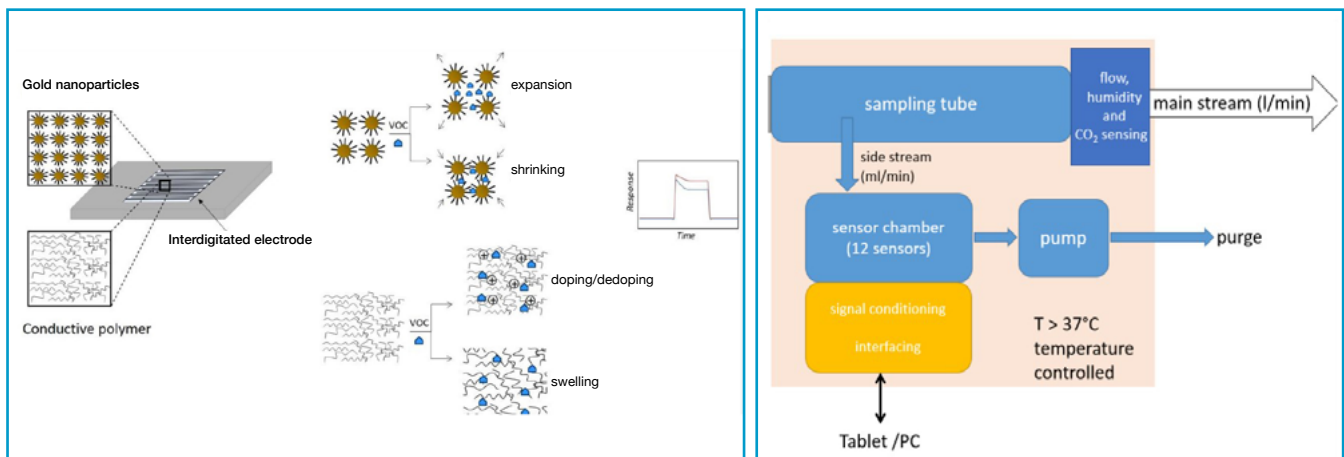 Gold nanoparticles
Interdigitated electrode
Conductive polymer
VOC
expansion
shrinking
VOC
doping/dedoping
swelling
Response
Time
sampling tube
flow,
humidity
and
CO₂ sensing
main stream (l/min)
side stream
(ml/min)
sensor chamber
(12 sensors)
pump
purge
signal conditioning
interfacing
T > 37°C
temperature
controlled
Tablet /PC